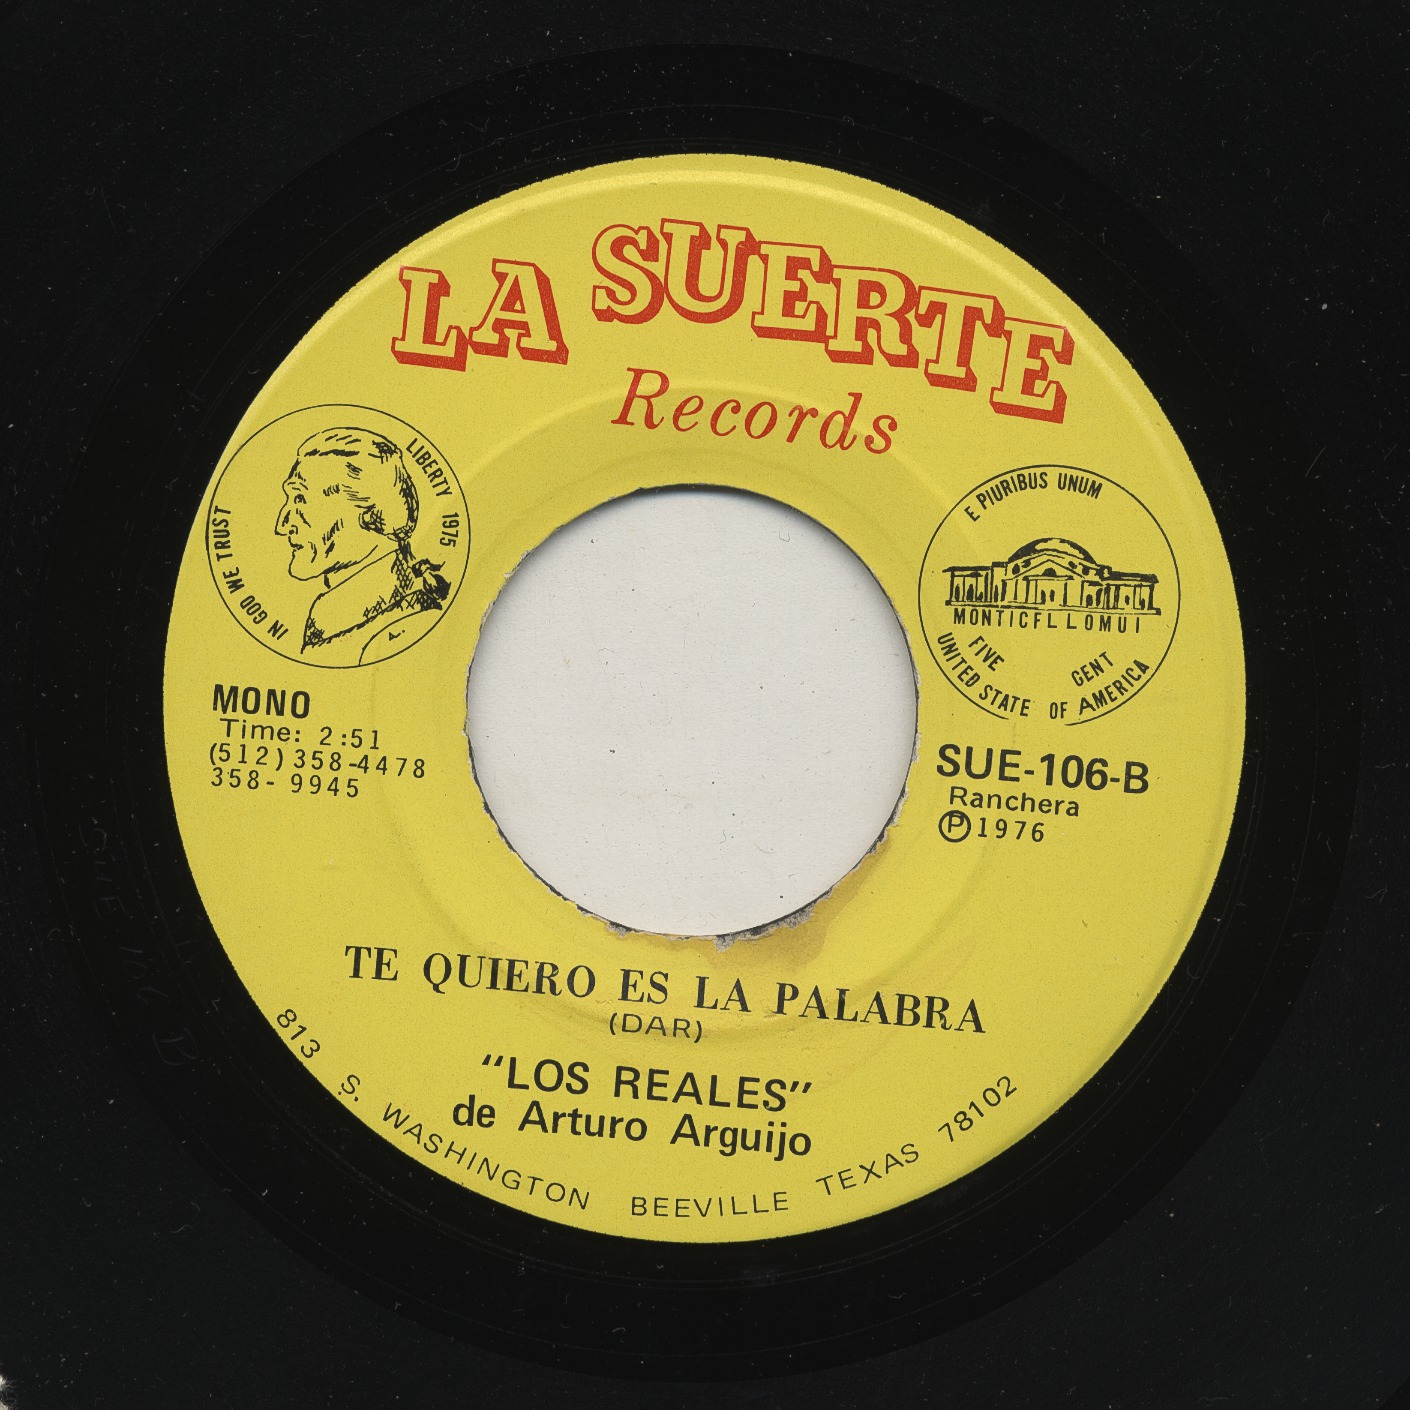 LA SUERTE
Records
IN GOD WE TRUST
LIBERTY 1975
E PIURIBUS UNUM
MONTICFLLOMUI
FIVE CENT
UNITED STATE OF AMERICA
MONO
Time: 2:51
(512) 358-4478
358-9945
SUE-106-B
Ranchera
Ⓟ1976
TE QUIERO ES LA PALABRA
(DAR)
"LOS REALES"
de Arturo Arguijo
813 S. WASHINGTON BEEVILLE TEXAS 78102